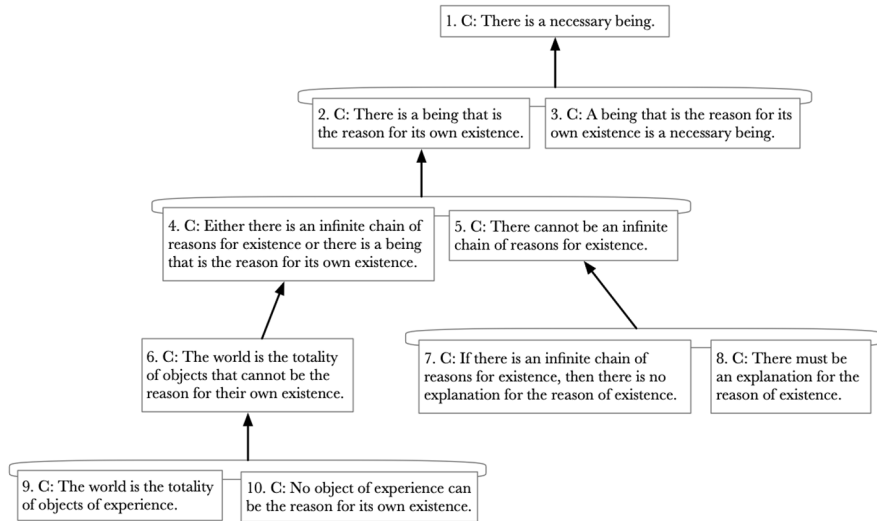 1. C: There is a necessary being.
2. C: There is a being that is
the reason for its own existence.
3. C: A being that is the reason for its
own existence is a necessary being.
4. C: Either there is an infinite chain of
reasons for existence or there is a being
that is the reason for its own existence.
5. C: There cannot be an infinite
chain of reasons for existence.
6. C: The world is the totality
of objects that cannot be the
reason for their own existence.
7. C: If there is an infinite chain of
reasons for existence, then there is no
explanation for the reason of existence.
8. C: There must be
an explanation for the
reason of existence.
9. C: The world is the totality
of objects of experience.
10. C: No object of experience can
be the reason for its own existence.